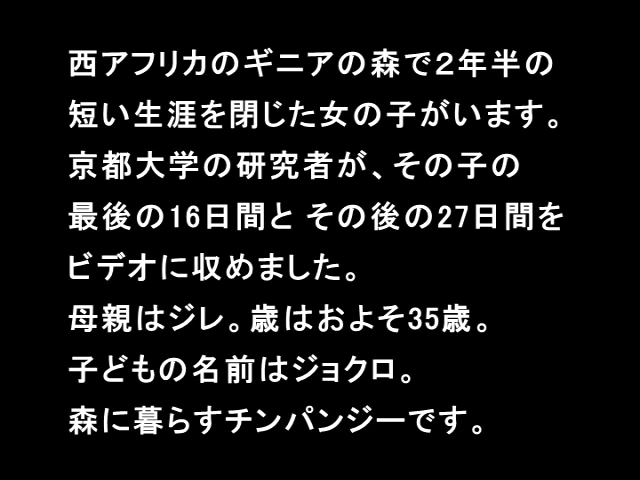 西アフリカのギニアの森で２年半の
短い生涯を閉じた女の子がいます。
京都大学の研究者が、その子の
最後の16日間と その後の27日間を
ビデオに収めました。
母親はジレ。歳はおよそ35歳。
子どもの名前はジョクロ。
森に暮らすチンパンジーです。